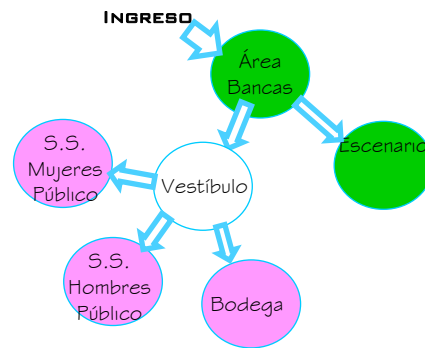 INGRESO
Área
Bancas
Escenario
S.S.
Mujeres
Público
Vestíbulo
S.S.
Hombres
Público
Bodega